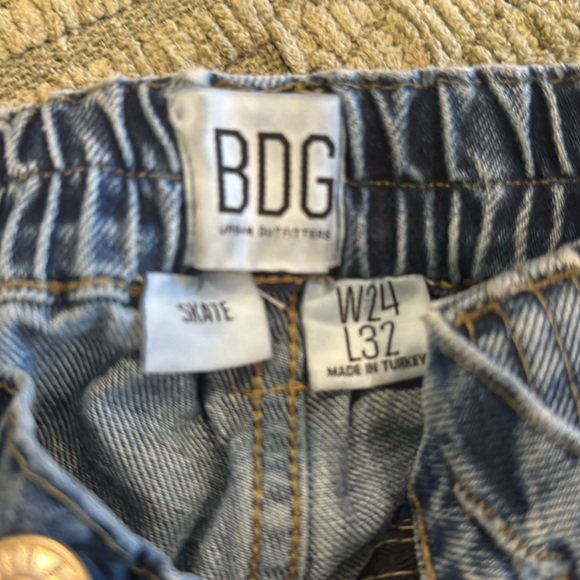 BDG
URBAN OUTFITTERS
SKATE
W24
L32
MADE IN TURKEY